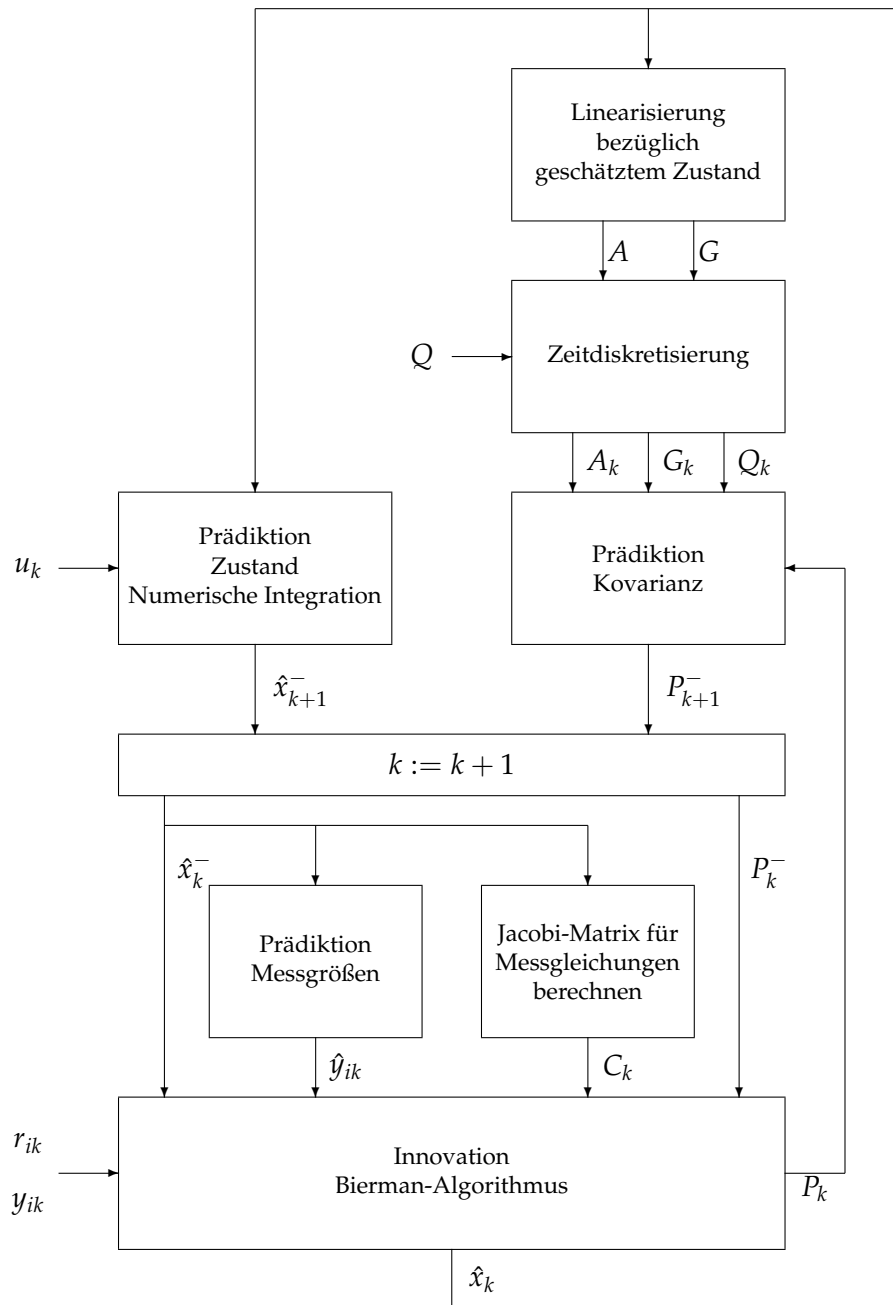 Linearisierung
bezüglich
geschätztem Zustand
A
G
Q
Zeitdiskretisierung
A_k
G_k
Q_k
u_k
Prädiktion
Zustand
Numerische Integration
Prädiktion
Kovarianz
x̂⁻_{k+1}
P⁻_{k+1}
k := k + 1
x̂⁻_k
P⁻_k
Prädiktion
Messgrößen
Jacobi-Matrix für
Messgleichungen
berechnen
ŷ_{ik}
C_k
r_{ik}
y_{ik}
Innovation
Bierman-Algorithmus
P_k
x̂_k